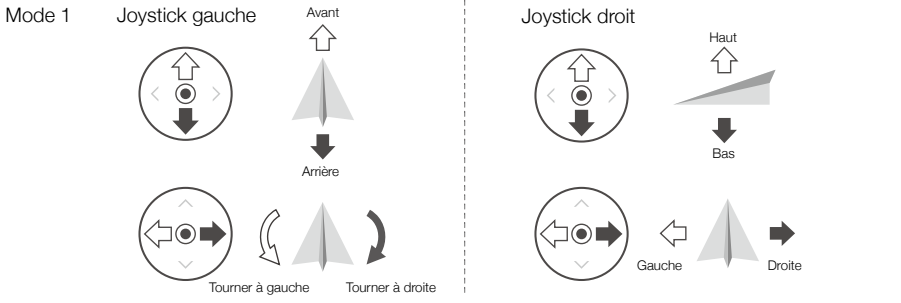 Mode 1
Joystick gauche
Avant
Arrière
Tourner à gauche
Tourner à droite
Joystick droit
Haut
Bas
Gauche
Droite